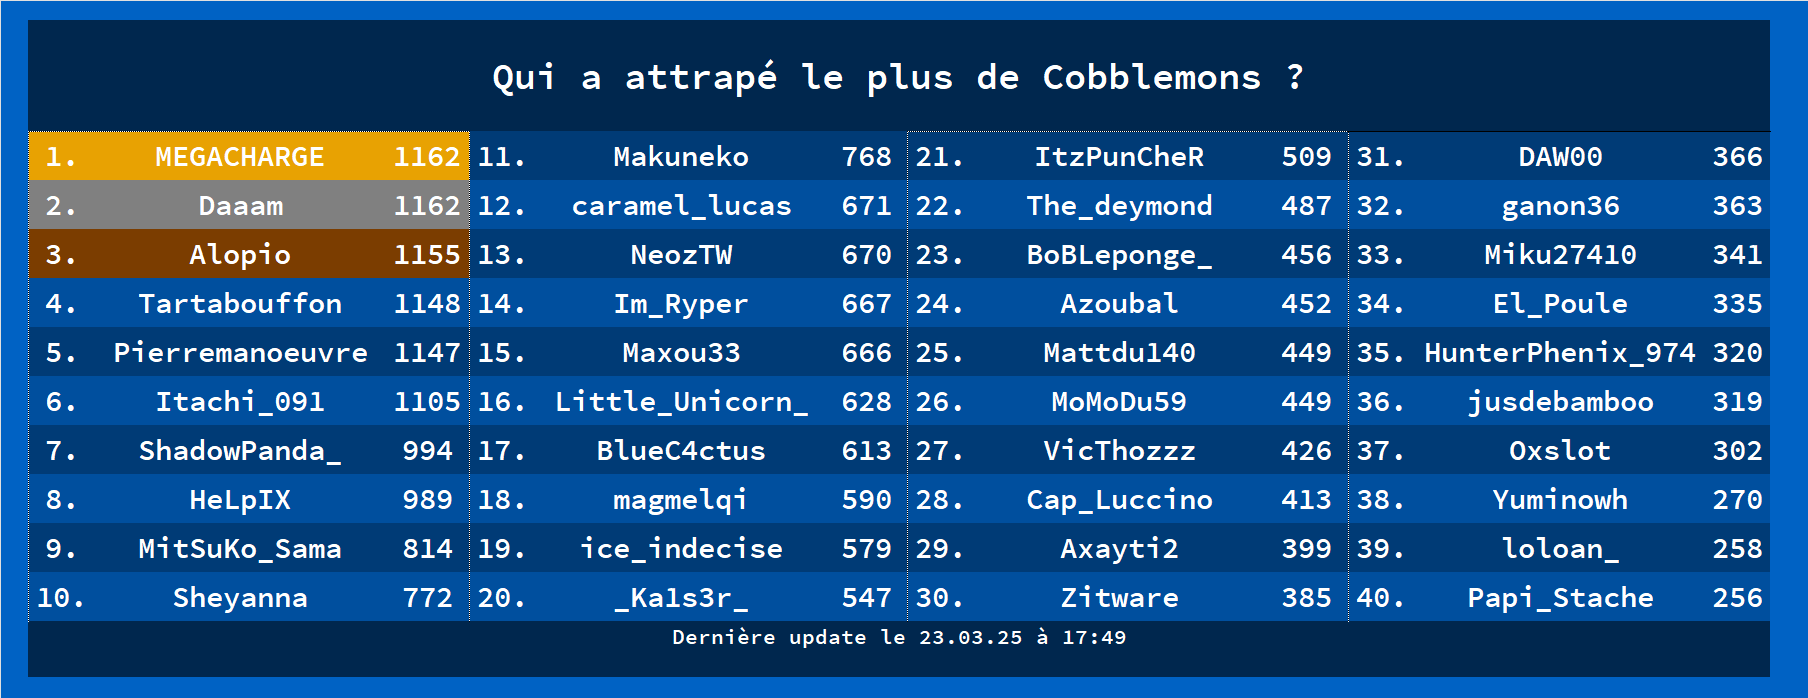 Qui a attrapé le plus de Cobblemons ?
1. MEGACHARGE 1162 11. Makuneko 768 21. ItzPunCheR 509 31. DAW00 366
2. Daaam 1162 12. caramel_lucas 671 22. The_deymond 487 32. ganon36 363
3. Alopio 1155 13. NeozTW 670 23. BoBLeponge_ 456 33. Miku27410 341
4. Tartabouffon 1148 14. Im_Ryper 667 24. Azoubal 452 34. El_Poule 335
5. Pierremanoeuvre 1147 15. Maxou33 666 25. Mattdu140 449 35. HunterPhenix_974 320
6. Itachi_091 1105 16. Little_Unicorn_ 628 26. MoMoDu59 449 36. jusdebamboo 319
7. ShadowPanda_ 994 17. BlueC4ctus 613 27. VicThozzz 426 37. Oxslot 302
8. HeLpIX 989 18. magmelqi 590 28. Cap_Luccino 413 38. Yuminowh 270
9. MitSuKo_Sama 814 19. ice_indecise 579 29. Axayti2 399 39. loloan_ 258
10. Sheyanna 772 20. _Ka1s3r_ 547 30. Zitware 385 40. Papi_Stache 256
Dernière update le 23.03.25 à 17:49